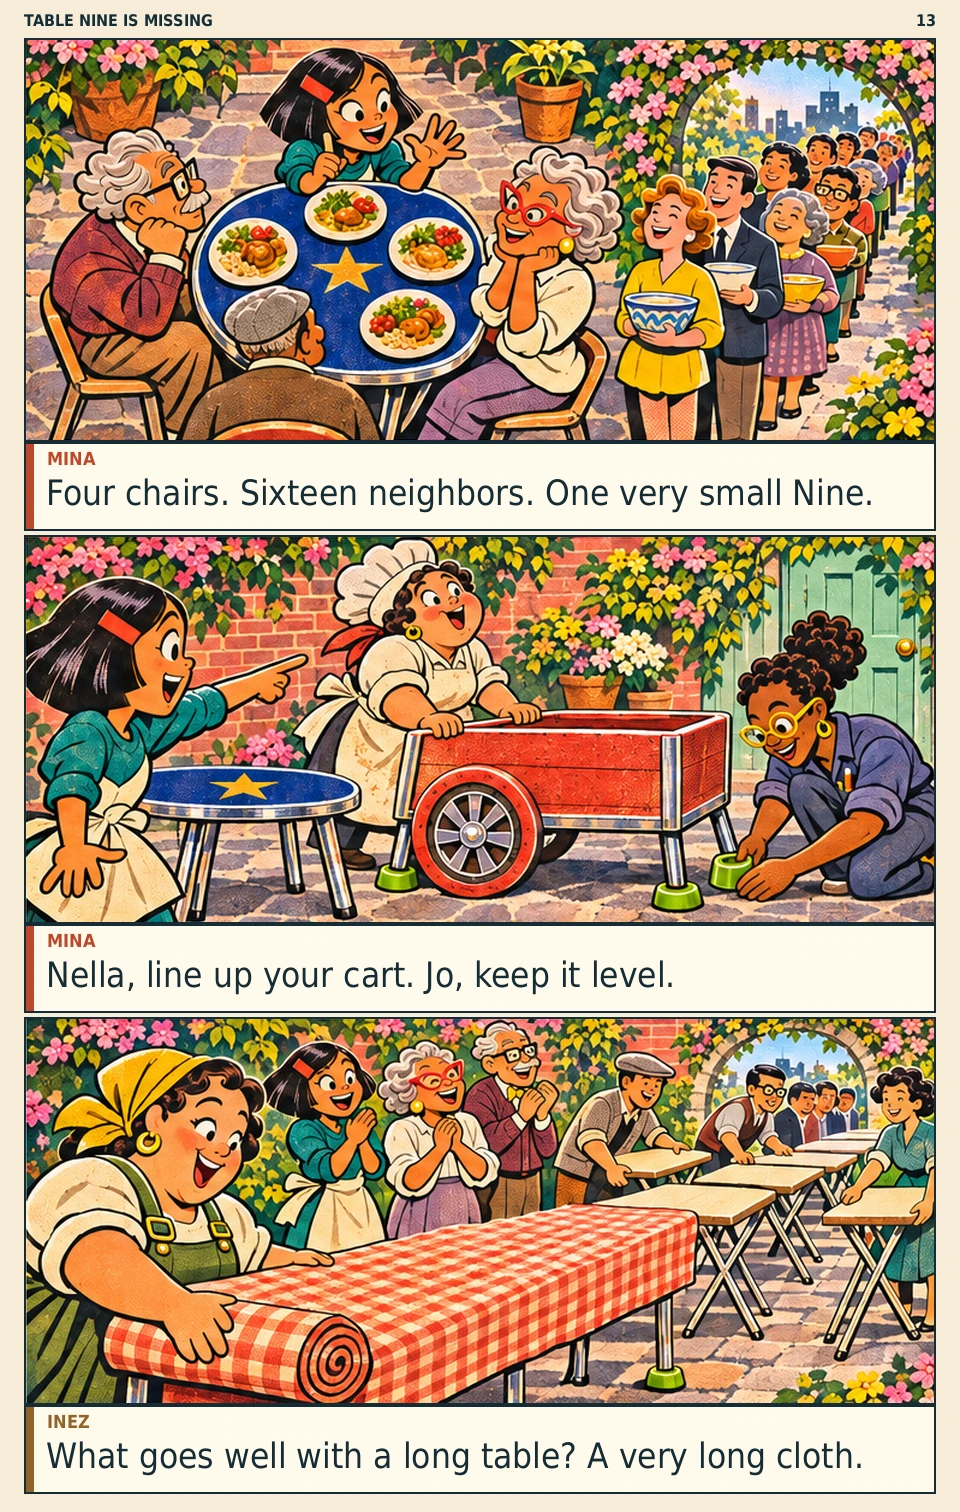 TABLE NINE IS MISSING
13
MINA
Four chairs. Sixteen neighbors. One very small Nine.
MINA
Nella, line up your cart. Jo, keep it level.
INEZ
What goes well with a long table? A very long cloth.